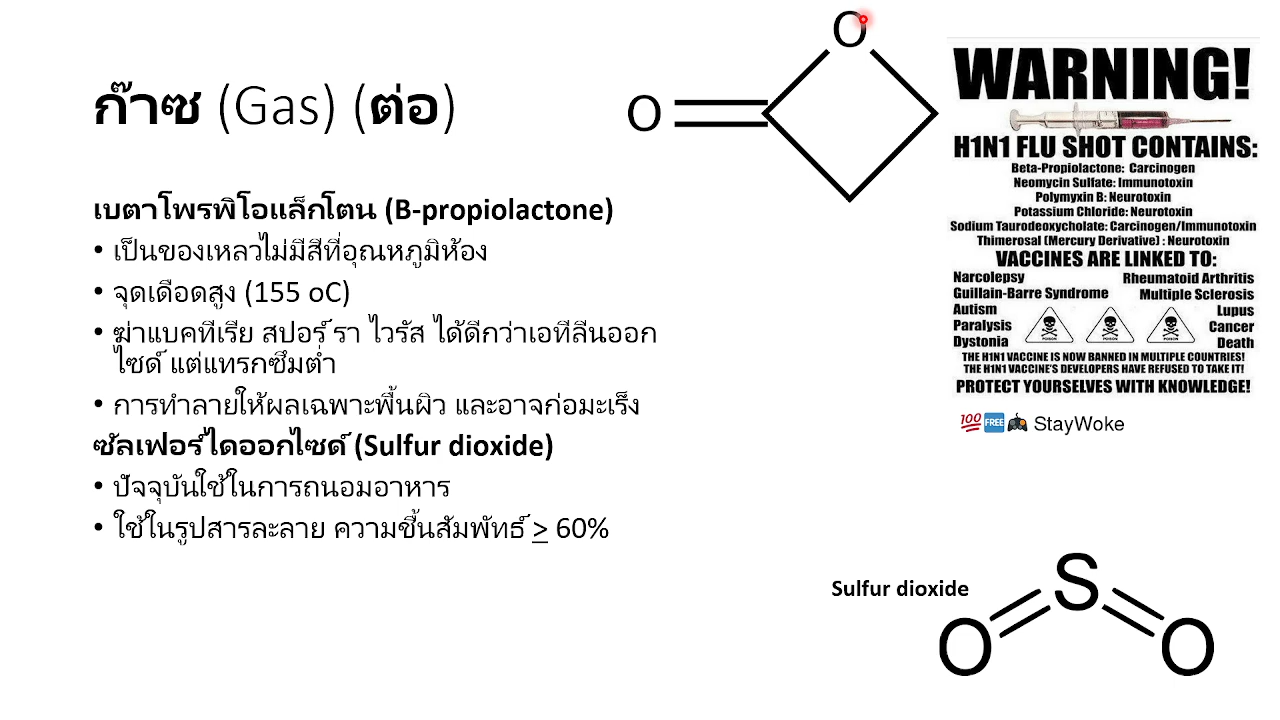 ก๊าซ (Gas) (ต่อ)
เบตาโพรพิโอแล็กโตน (B-propiolactone)
• เป็นของเหลวไม่มีสีที่อุณหภูมิห้อง
• จุดเดือดสูง (155 oC)
• ฆ่าแบคทีเรีย สปอร์ รา ไวรัส ได้ดีกว่าเอทีลีนออก
ไซด์ แต่แทรกซึมต่ำ
• การทำลายให้ผลเฉพาะพื้นผิว และอาจก่อมะเร็ง
ซัลเฟอร์ไดออกไซด์ (Sulfur dioxide)
• ปัจจุบันใช้ในการถนอมอาหาร
• ใช้ในรูปสารละลาย ความชื้นสัมพัทธ์ ≥ 60%
O
O
WARNING!
H1N1 FLU SHOT CONTAINS:
Beta-Propiolactone: Carcinogen
Neomycin Sulfate: Immunotoxin
Polymyxin B: Neurotoxin
Potassium Chloride: Neurotoxin
Sodium Taurodeoxycholate: Carcinogen/Immunotoxin
Thimerosal (Mercury Derivative) : Neurotoxin
VACCINES ARE LINKED TO:
Narcolepsy Rheumatoid Arthritis
Guillain-Barre Syndrome Multiple Sclerosis
Autism Lupus
Paralysis Cancer
Dystonia Death
POISON POISON POISON
THE H1N1 VACCINE IS NOW BANNED IN MULTIPLE COUNTRIES!
THE H1N1 VACCINE'S DEVELOPERS HAVE REFUSED TO TAKE IT!
PROTECT YOURSELVES WITH KNOWLEDGE!
💯🆓🎮 StayWoke
Sulfur dioxide
S
O O